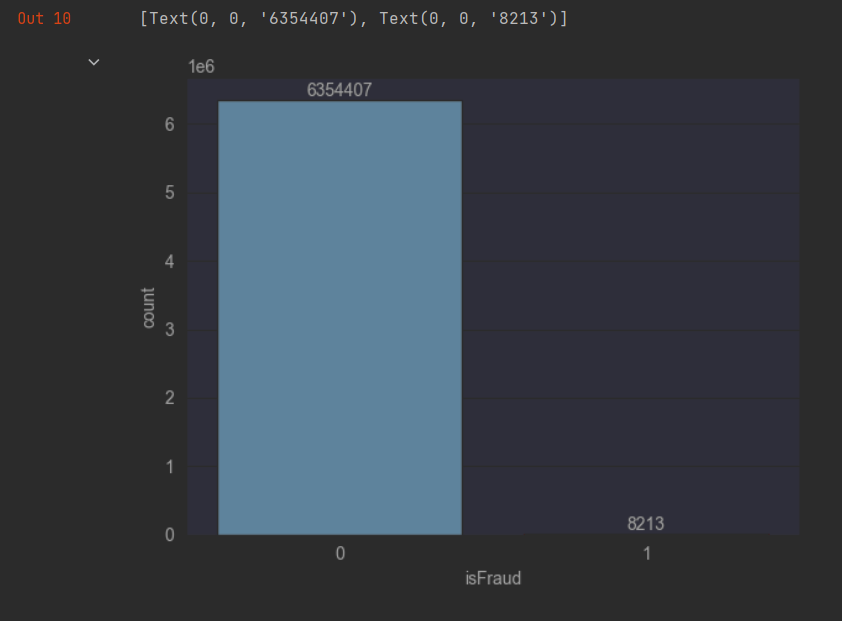 Out 10 [Text(0, 0, '6354407'), Text(0, 0, '8213')]
1e6
6354407
6
5
4
3
2
1
0
count
8213
0 1
isFraud